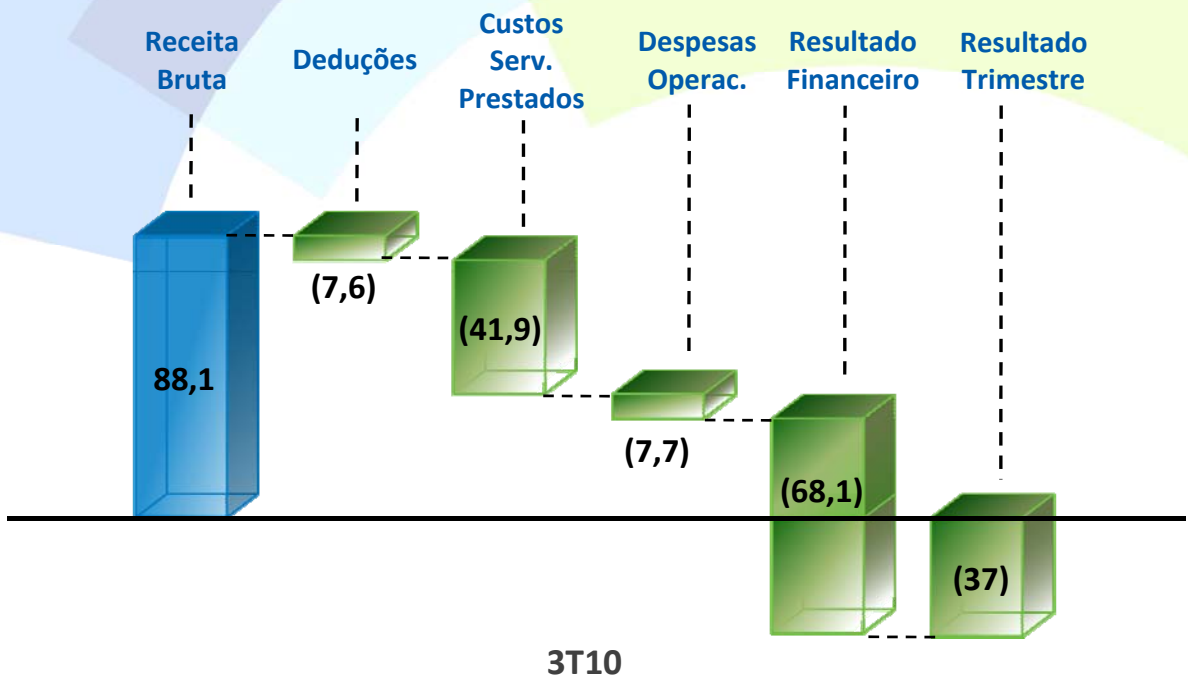 Receita
Bruta
Deduções
Custos
Serv.
Prestados
Despesas
Operac.
Resultado
Financeiro
Resultado
Trimestre
88,1
(7,6)
(41,9)
(7,7)
(68,1)
(37)
3T10